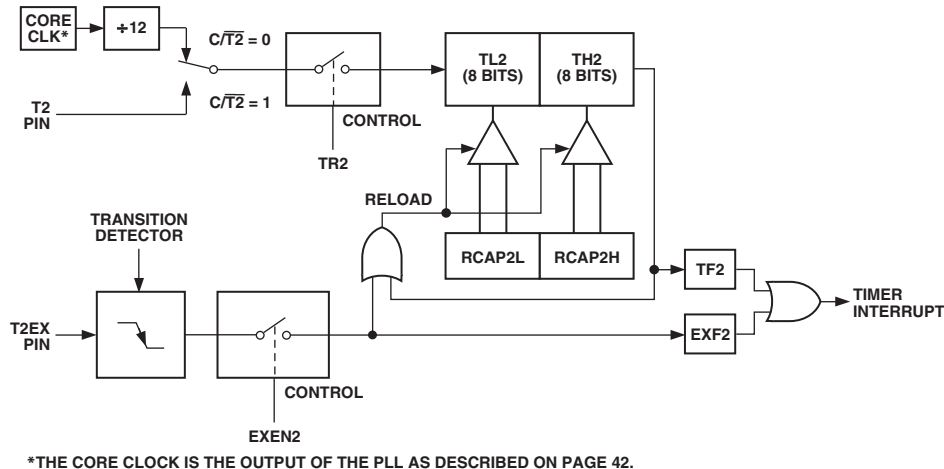 CORE
CLK*
÷12
C/T2̅ = 0
C/T2̅ = 1
T2
PIN
CONTROL
TR2
TL2
(8 BITS)
TH2
(8 BITS)
RELOAD
TRANSITION
DETECTOR
RCAP2L
RCAP2H
TF2
TIMER
INTERRUPT
T2EX
PIN
EXF2
CONTROL
EXEN2
*THE CORE CLOCK IS THE OUTPUT OF THE PLL AS DESCRIBED ON PAGE 42.